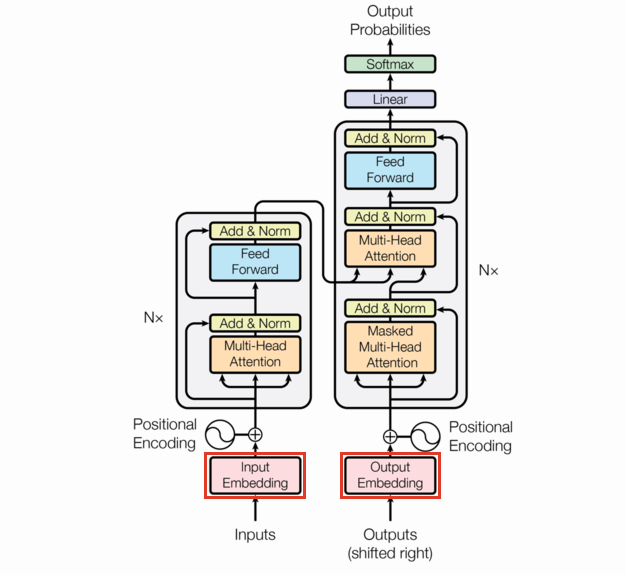 Output
Probabilities
Softmax
Linear
Add & Norm
Feed
Forward
Add & Norm
Multi-Head
Attention
Add & Norm
Masked
Multi-Head
Attention
N×
Add & Norm
Feed
Forward
Add & Norm
Multi-Head
Attention
N×
Positional
Encoding
Positional
Encoding
Input
Embedding
Output
Embedding
Inputs
Outputs
(shifted right)